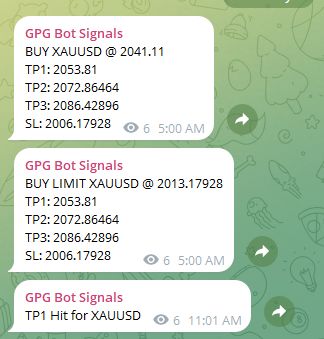 GPG Bot Signals
BUY XAUUSD @ 2041.11
TP1: 2053.81
TP2: 2072.86464
TP3: 2086.42896
SL: 2006.17928
6 5:00 AM
GPG Bot Signals
BUY LIMIT XAUUSD @ 2013.17928
TP1: 2053.81
TP2: 2072.86464
TP3: 2086.42896
SL: 2006.17928
6 5:00 AM
GPG Bot Signals
TP1 Hit for XAUUSD
6 11:01 AM